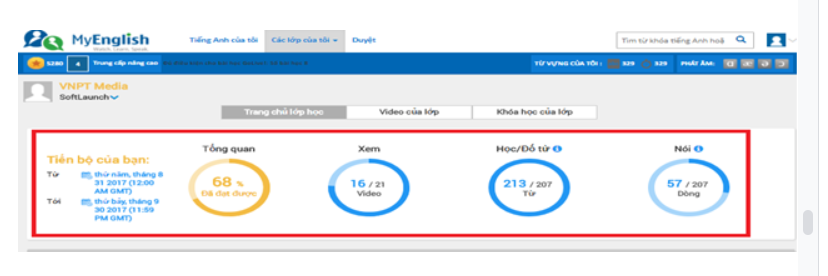 MyEnglish
Watch. Learn. Speak.
Tiếng Anh của tôi Các lớp của tôi Duyệt
Tìm từ khóa tiếng Anh hoặ
5280 4 Trung cấp nâng cao
TỪ VỰNG CỦA TÔI: 329 329 PHÁT ÂM:
VNPT Media
SoftLaunch
Trang chủ lớp học Video của lớp Khóa học của lớp
Tiến bộ của bạn:
Từ thứ năm, tháng 8
31 2017 (12:00
AM GMT)
Tới thứ bảy, tháng 9
30 2017 (11:59
PM GMT)
Tổng quan
68 %
Đã đạt được
Xem
16 / 21
Video
Học/Đố từ
213 / 207
Từ
Nói
57 / 207
Dòng